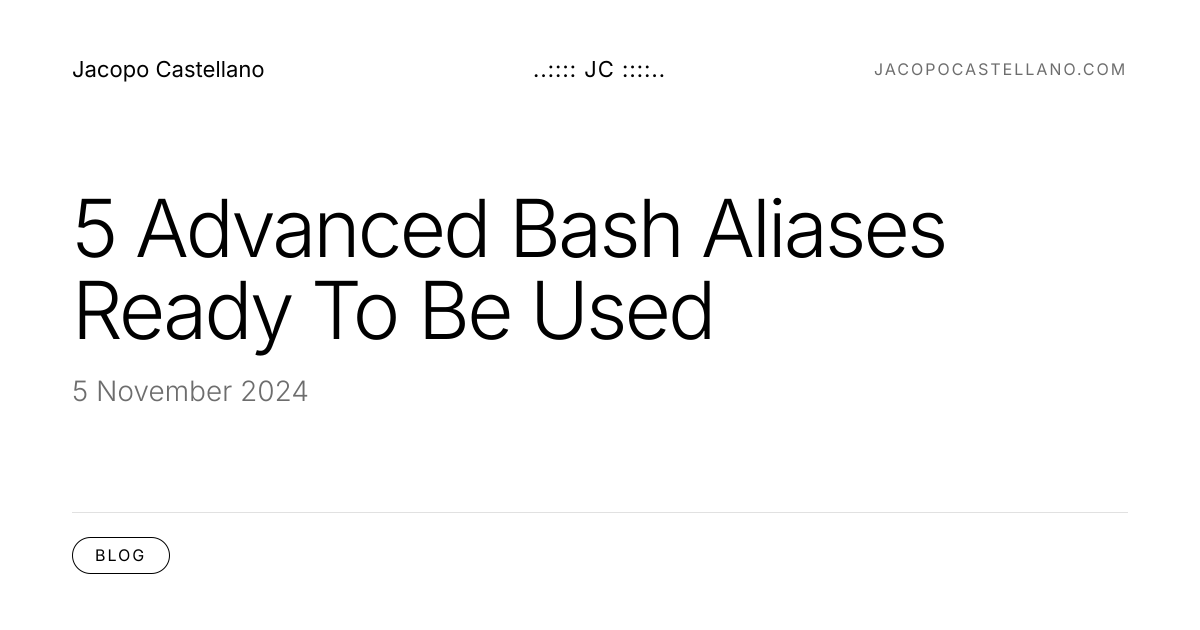 Jacopo Castellano
..:::: JC ::::..
JACOPOCASTELLANO.COM
5 Advanced Bash Aliases
Ready To Be Used
5 November 2024
BLOG